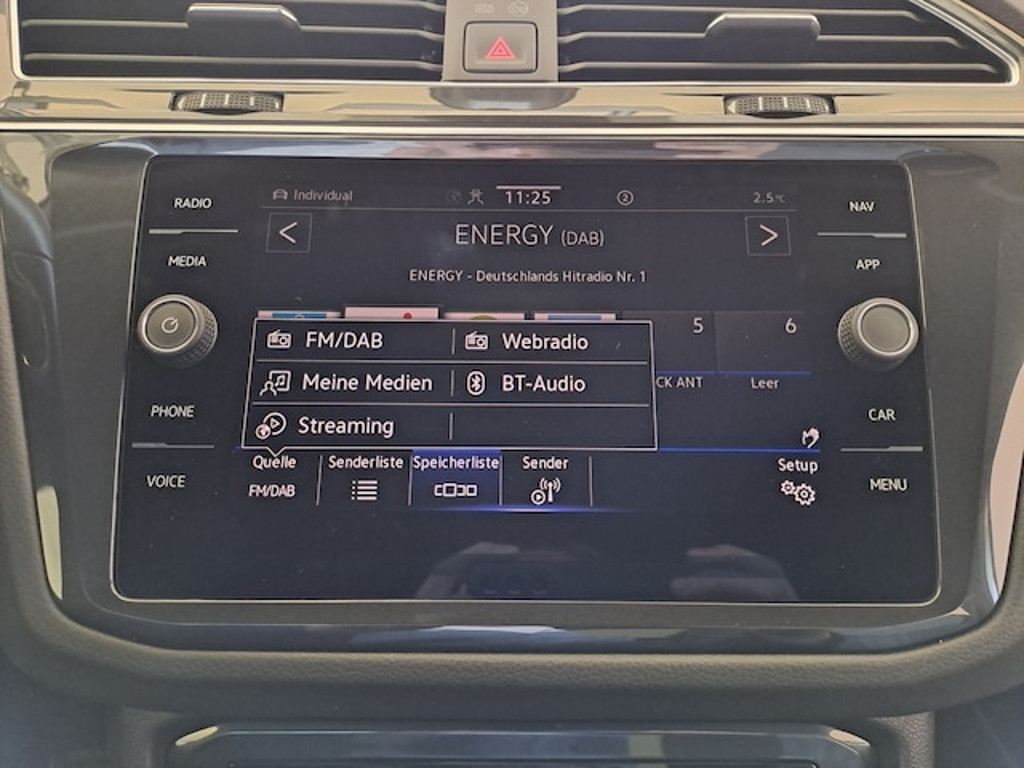 RADIO
MEDIA
PHONE
VOICE
Individual
11:25
2
2.5°C
< ENERGY (DAB) >
ENERGY - Deutschlands Hitradio Nr. 1
5
6
CK ANT
Leer
FM/DAB
Webradio
Meine Medien
BT-Audio
Streaming
Quelle
FM/DAB
Senderliste
Speicherliste
Sender
Setup
NAV
APP
CAR
MENU